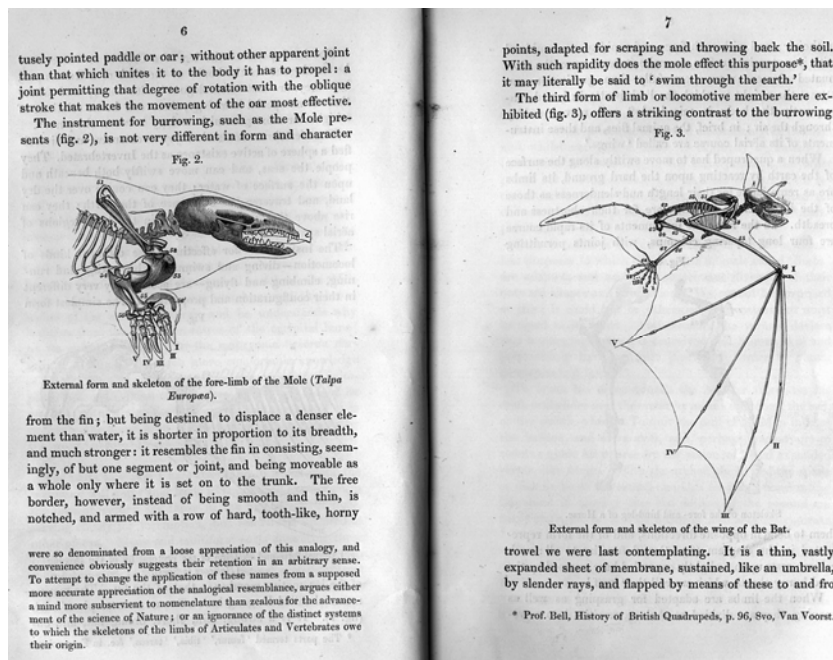 6
tusely pointed paddle or oar; without other apparent joint
than that which unites it to the body it has to propel: a
joint permitting that degree of rotation with the oblique
stroke that makes the movement of the oar most effective.
The instrument for burrowing, such as the Mole pre-
sents (fig. 2), is not very different in form and character
Fig. 2.
V IV III II I
External form and skeleton of the fore-limb of the Mole (Talpa
Europæa).
from the fin; but being destined to displace a denser ele-
ment than water, it is shorter in proportion to its breadth,
and much stronger: it resembles the fin in consisting, seem-
ingly, of but one segment or joint, and being moveable as
a whole only where it is set on to the trunk. The free
border, however, instead of being smooth and thin, is
notched, and armed with a row of hard, tooth-like, horny
were so denominated from a loose appreciation of this analogy, and
convenience obviously suggests their retention in an arbitrary sense.
To attempt to change the application of these names from a supposed
more accurate appreciation of the analogical resemblance, argues either
a mind more subservient to nomenclature than zealous for the advance-
ment of the science of Nature; or an ignorance of the distinct systems
to which the skeletons of the limbs of Articulates and Vertebrates owe
their origin.
7
points, adapted for scraping and throwing back the soil.
With such rapidity does the mole effect this purpose*, that
it may literally be said to ‘swim through the earth.’
The third form of limb or locomotive member here ex-
hibited (fig. 3), offers a striking contrast to the burrowing
Fig. 3.
I
V
IV
II
III
External form and skeleton of the wing of the Bat.
trowel we were last contemplating. It is a thin, vastly
expanded sheet of membrane, sustained, like an umbrella,
by slender rays, and flapped by means of these to and fro
* Prof. Bell, History of British Quadrupeds, p. 96, 8vo, Van Voorst.